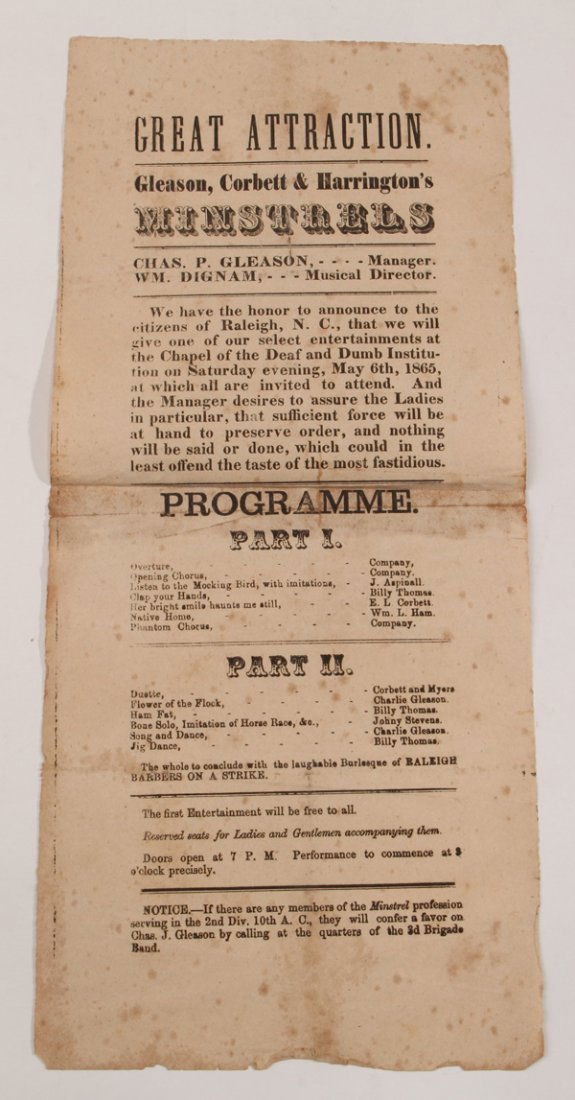 GREAT ATTRACTION.
Gleason, Corbett & Harrington's
MINSTRELS
CHAS. P. GLEASON, - - - - Manager.
WM. DIGNAM, - - - Musical Director.
We have the honor to announce to the
citizens of Raleigh, N. C., that we will
give one of our select entertainments at
the Chapel of the Deaf and Dumb Institu-
tion on Saturday evening, May 6th, 1865,
at which all are invited to attend. And
the Manager desires to assure the Ladies
in particular, that sufficient force will be
at hand to preserve order, and nothing
will be said or done, which could in the
least offend the taste of the most fastidious.
PROGRAMME.
PART I.
Overture, - - - - - Company,
Opening Chorus, - - - - - Company.
Listen to the Mocking Bird, with imitations, - J. Aspinall.
Clap your Hands, - - - - - Billy Thomas.
Her bright smile haunts me still, - - - E. L Corbett.
Native Home, - - - - - Wm. L. Ham.
Phantom Chorus, - - - - Company.
PART II.
Duette, - - - - - Corbett and Myers
Flower of the Flock, - - - - Charlie Gleason.
Ham Fat, - - - - - Billy Thomas.
Bone Solo, Imitation of Horse Race, &c., - Johny Stevens.
Song and Dance, - - - - - Charlie Gleason.
Jig Dance, - - - - - Billy Thomas.
The whole to conclude with the laughable Burlesque of RALEIGH
BARBERS ON A STRIKE.
The first Entertainment will be free to all.
Reserved seats for Ladies and Gentlemen accompanying them.
Doors open at 7 P. M. Performance to commence at 8
o'clock precisely.
NOTICE.—If there are any members of the Minstrel profession
serving in the 2nd Div. 10th A. C., they will confer a favor on
Chas. J. Gleason by calling at the quarters of the 3d Brigade
Band.